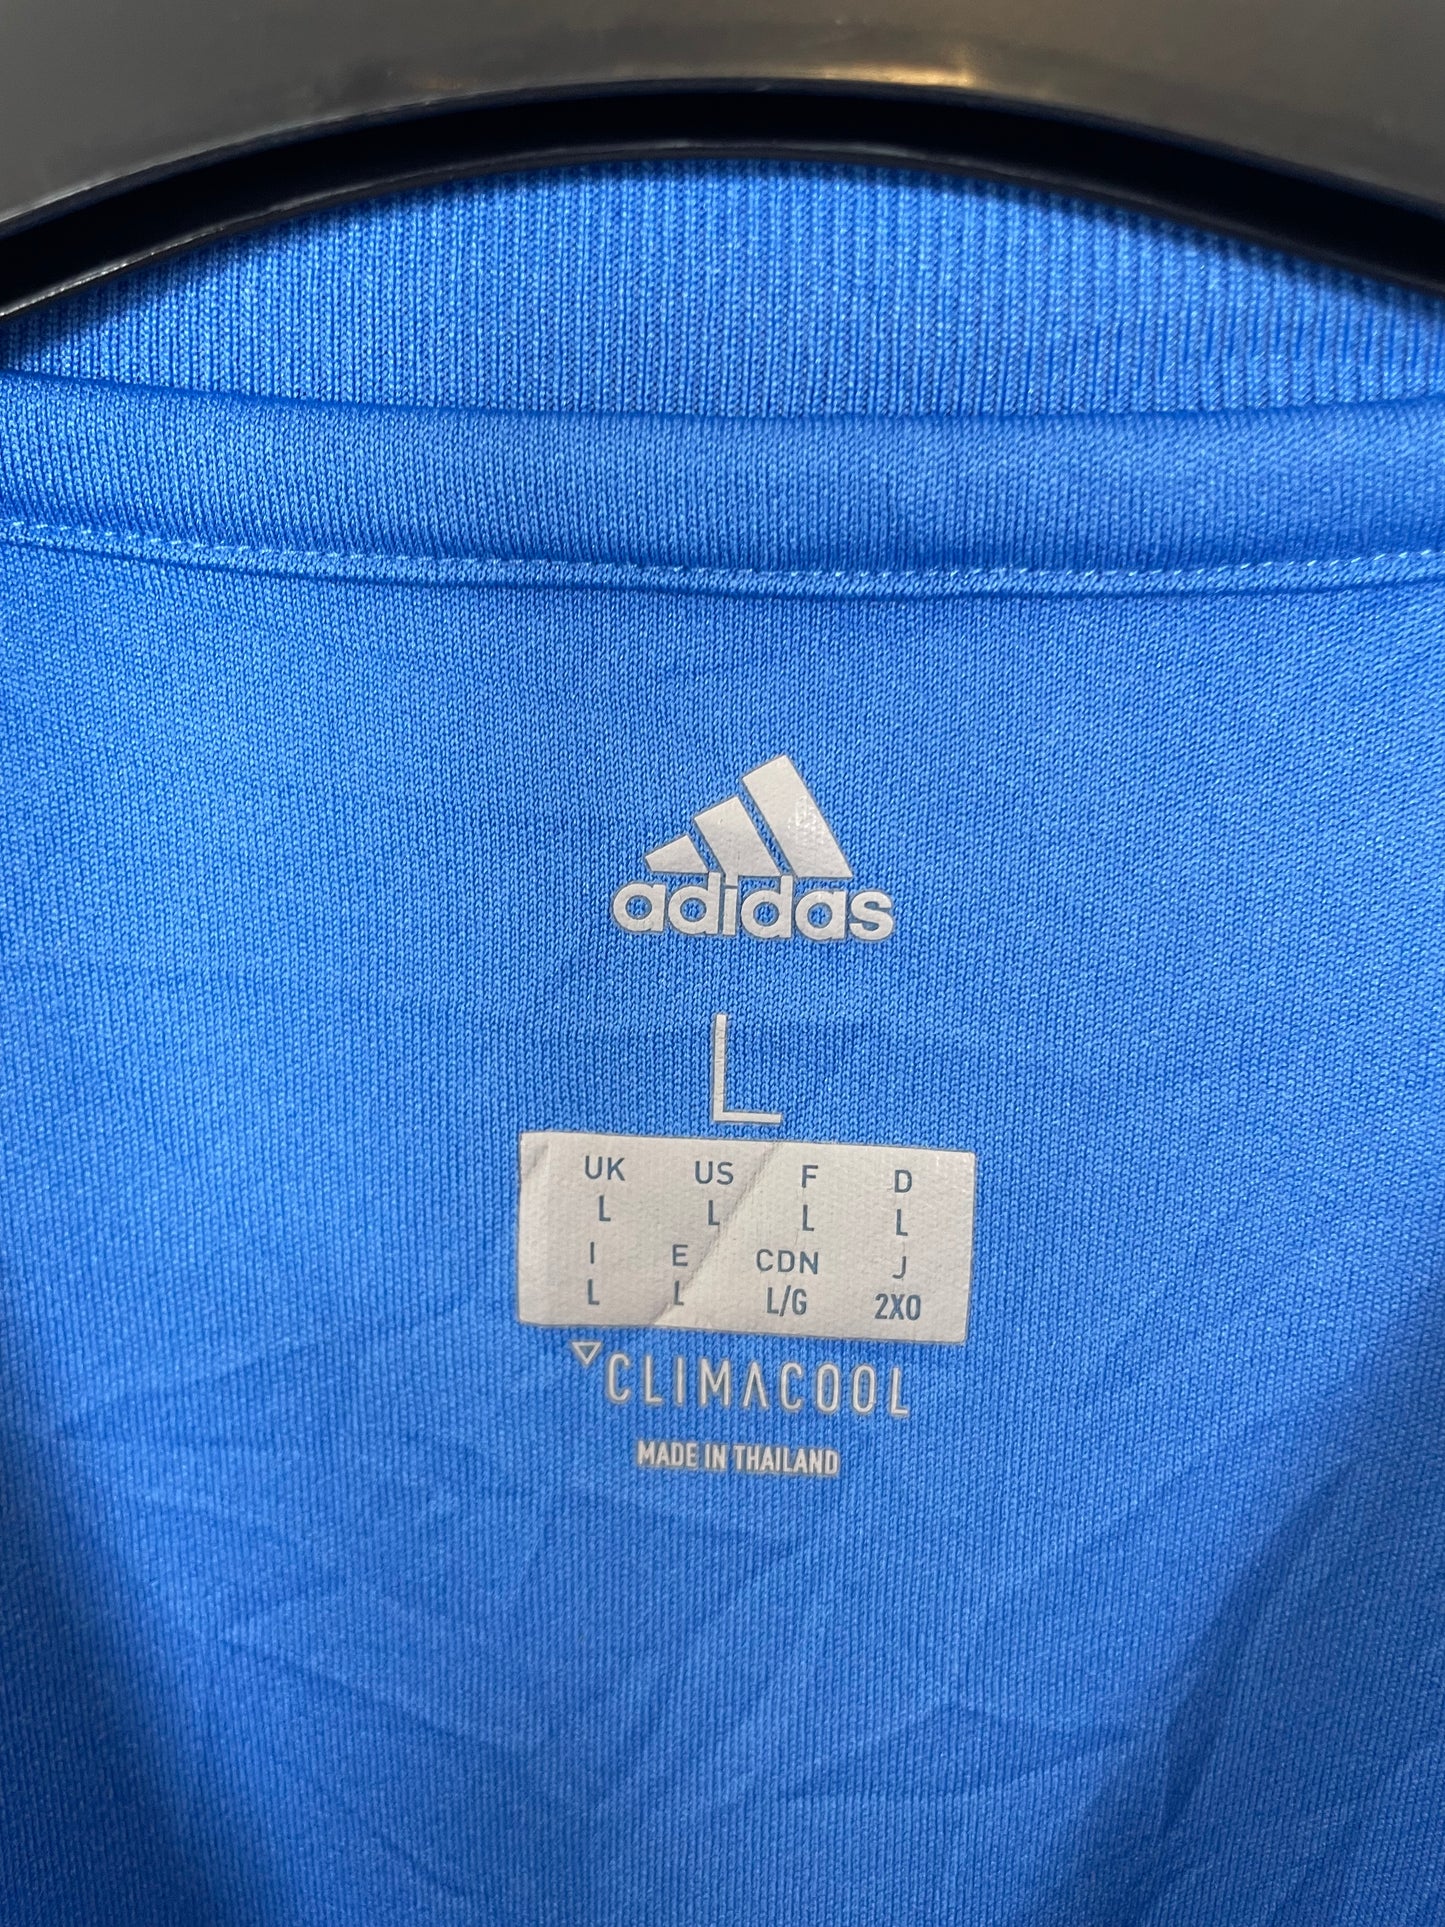 adidas
L
UK US F D
L L L L
I E CDN J
L L L/G 2XO
CLIMACOOL
MADE IN THAILAND